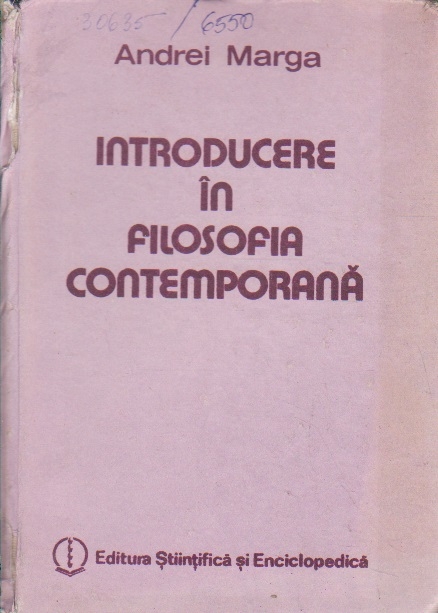 30635 / 6550
Andrei Marga
INTRODUCERE
ÎN
FILOSOFIA
CONTEMPORANĂ
Editura Științifică și Enciclopedică